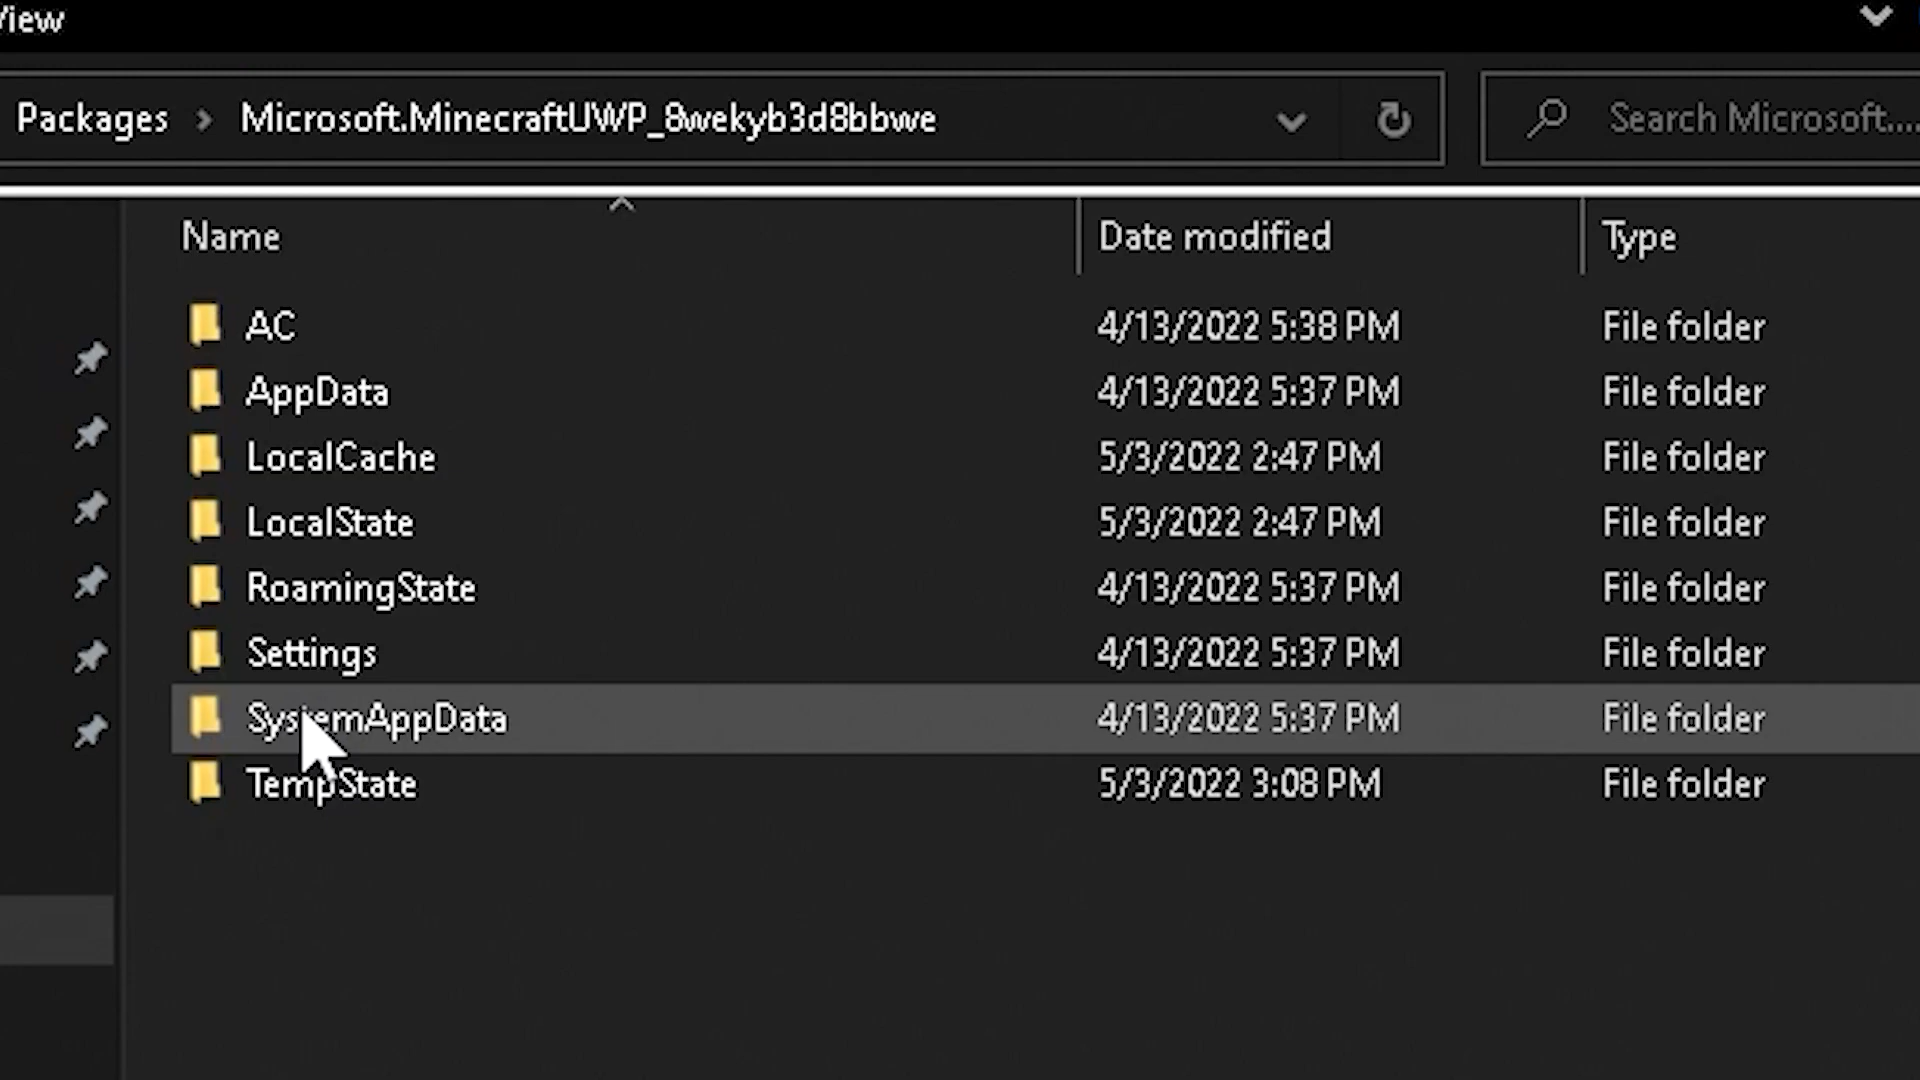 View
Packages > Microsoft.MinecraftUWP_8wekyb3d8bbwe
Search Microsoft....
Name Date modified Type
AC 4/13/2022 5:38 PM File folder
AppData 4/13/2022 5:37 PM File folder
LocalCache 5/3/2022 2:47 PM File folder
LocalState 5/3/2022 2:47 PM File folder
RoamingState 4/13/2022 5:37 PM File folder
Settings 4/13/2022 5:37 PM File folder
SystemAppData 4/13/2022 5:37 PM File folder
TempState 5/3/2022 3:08 PM File folder